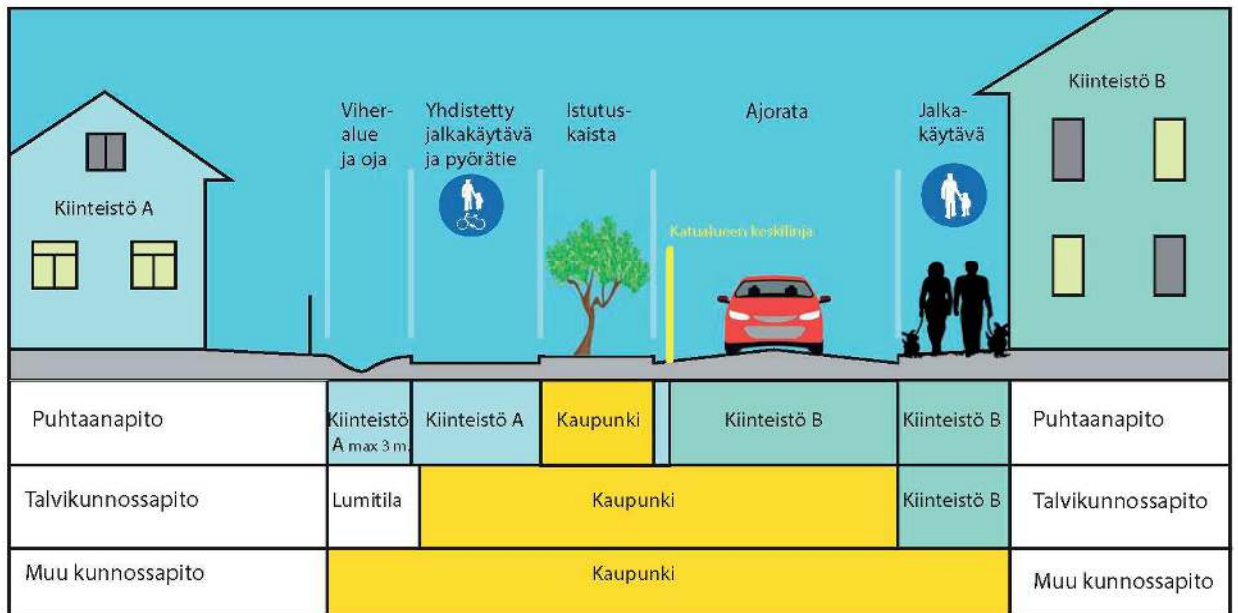 Kiinteistö A
Viher-
alue
ja oja
Yhdistetty
jalkakäytävä
ja pyörätie
Istutus-
kaista
Ajorata
Jalka-
käytävä
Kiinteistö B
Katualueen keskilinja
Puhtaanapito
Kiinteistö
A max 3 m.
Kiinteistö A
Kaupunki
Kiinteistö B
Kiinteistö B
Puhtaanapito
Talvikunnossapito
Lumitila
Kaupunki
Kiinteistö B
Talvikunnossapito
Muu kunnossapito
Kaupunki
Muu kunnossapito